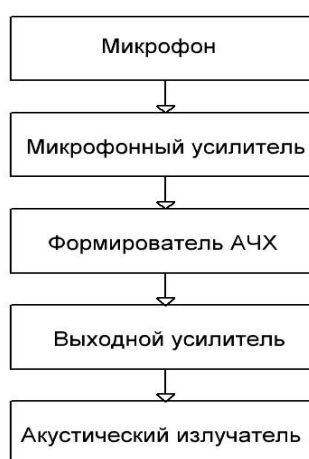 Микрофон
Микрофонный усилитель
Формирователь АЧХ
Выходной усилитель
Акустический излучатель